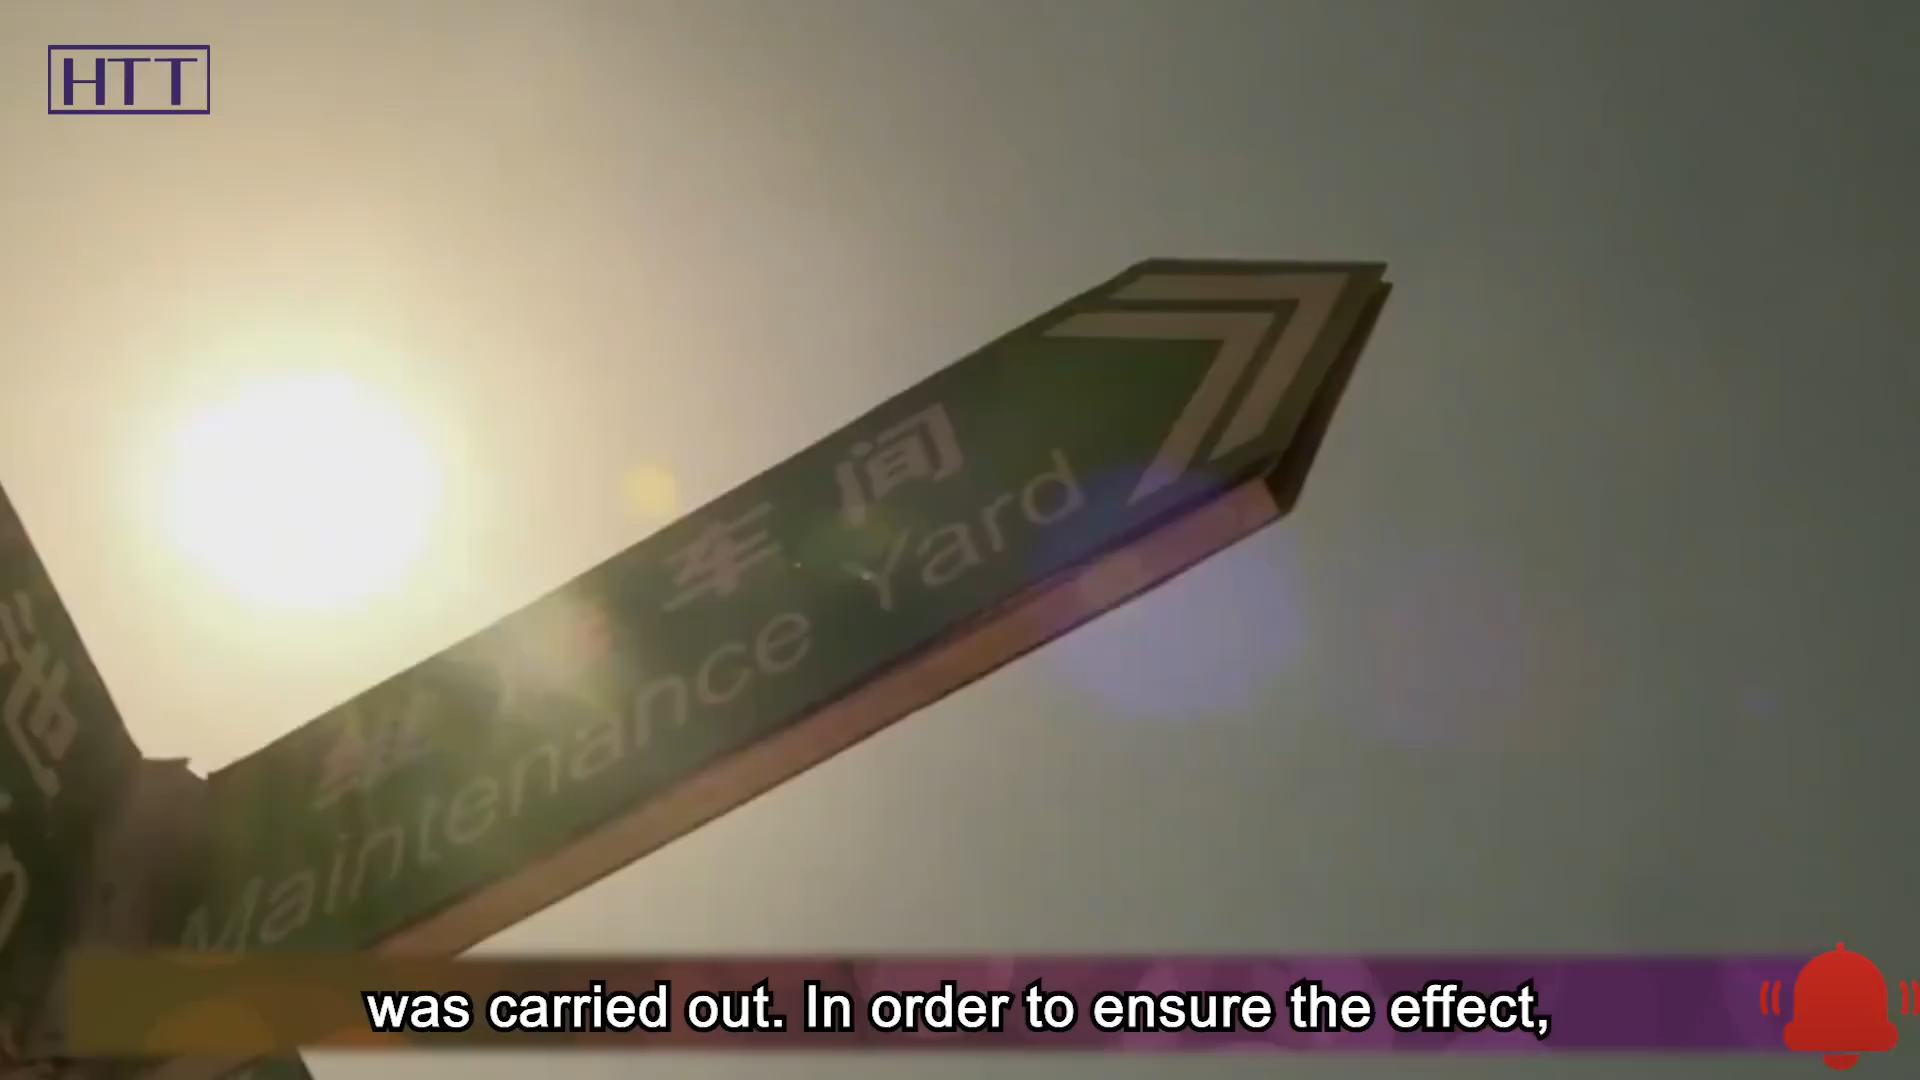 HTT
车间
Maintenance Yard
was carried out. In order to ensure the effect,